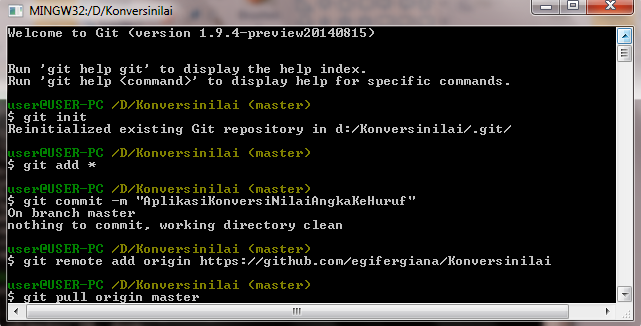 MINGW32:/D/Konversinilai
Welcome to Git (version 1.9.4-preview20140815)
Run 'git help git' to display the help index.
Run 'git help <command>' to display help for specific commands.
user@USER-PC /D/Konversinilai (master)
$ git init
Reinitialized existing Git repository in d:/Konversinilai/.git/
user@USER-PC /D/Konversinilai (master)
$ git add *
user@USER-PC /D/Konversinilai (master)
$ git commit -m "AplikasiKonversiNilaiAngkaKeHuruf"
On branch master
nothing to commit, working directory clean
user@USER-PC /D/Konversinilai (master)
$ git remote add origin https://github.com/egifergiana/Konversinilai
user@USER-PC /D/Konversinilai (master)
$ git pull origin master